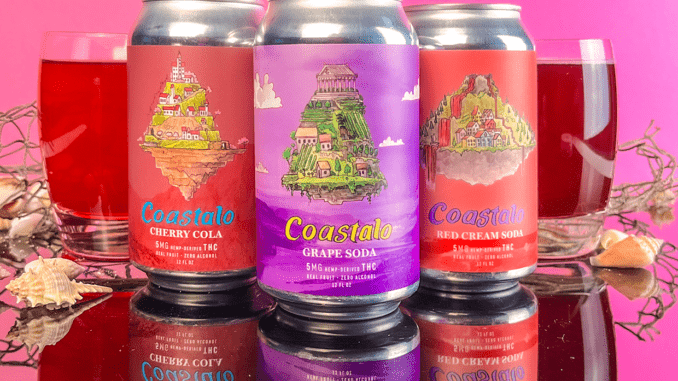 Coastalo
CHERRY COLA
5MG HEMP-DERIVED THC
REAL FRUIT - ZERO ALCOHOL
12 FL OZ
Coastalo
GRAPE SODA
5MG HEMP-DERIVED THC
REAL FRUIT - ZERO ALCOHOL
12 FL OZ
Coastalo
RED CREAM SODA
5MG HEMP-DERIVED THC
REAL FRUIT - ZERO ALCOHOL
12 FL OZ